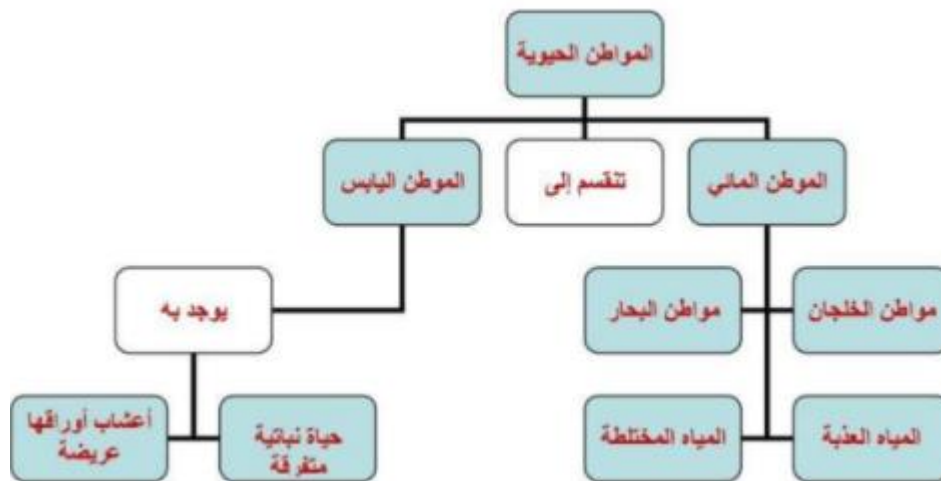 المواطن الحيوية
الموطن المائي
تنقسم إلى
الموطن اليابس
مواطن الخلجان
مواطن البحار
يوجد به
المياه العذبة
المياه المختلطة
حياة نباتية
متفرقة
أعشاب أوراقها
عريضة